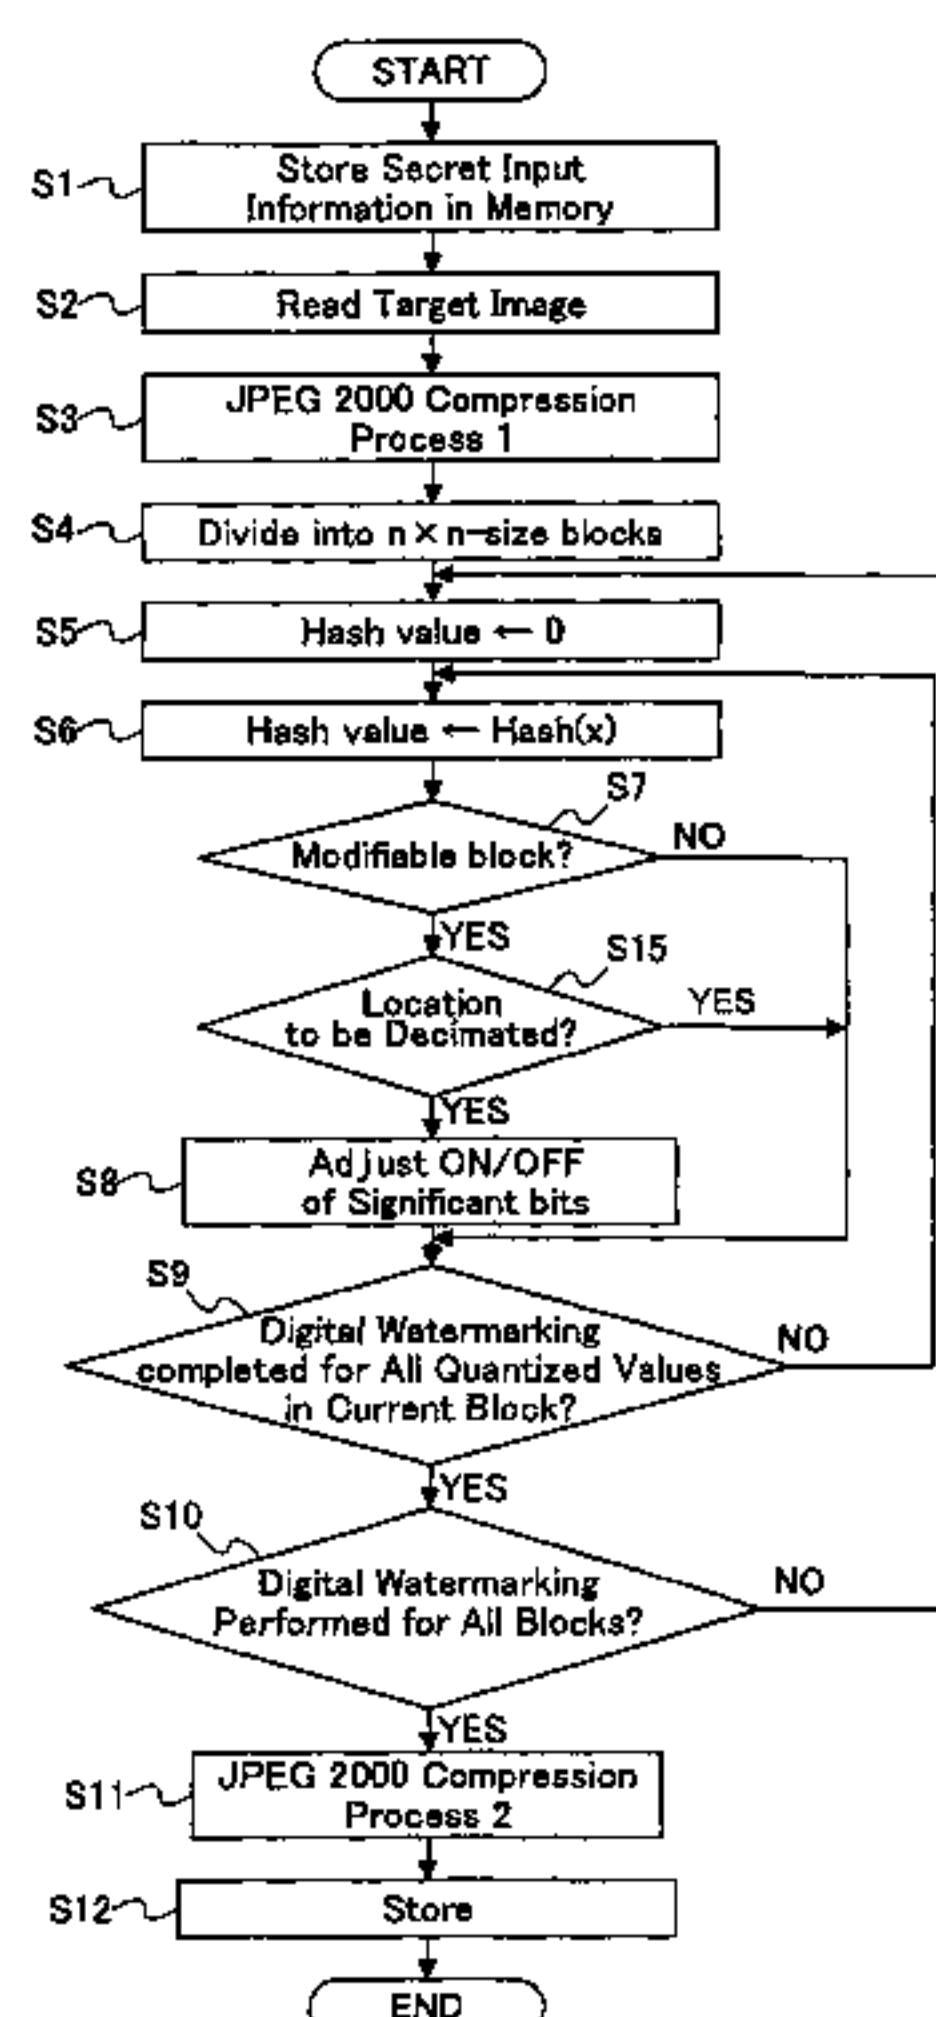 START
S1
Store Secret Input
Information in Memory
S2
Read Target Image
S3
JPEG 2000 Compression
Process 1
S4
Divide into n × n-size blocks
S5
Hash value ← 0
S6
Hash value ← Hash(x)
S7
Modifiable block?
NO
YES
S15
Location
to be Decimated?
YES
YES
S8
Adjust ON/OFF
of Significant bits
S9
Digital Watermarking
completed for All Quantized Values
in Current Block?
NO
YES
S10
Digital Watermarking
Performed for All Blocks?
NO
YES
S11
JPEG 2000 Compression
Process 2
S12
Store
END